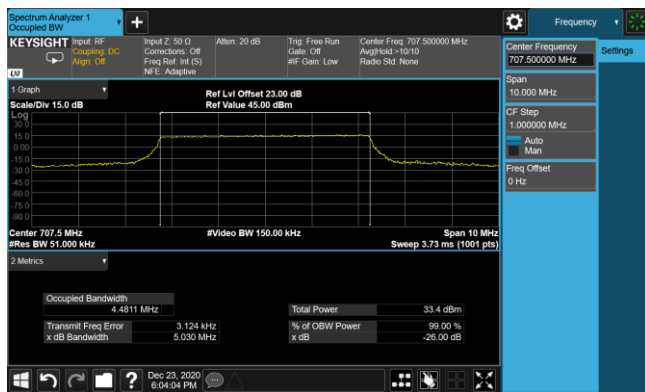 Spectrum Analyzer 1
Occupied BW
+
Frequency
KEYSIGHT
Input: RF
Coupling: DC
Align: Off
Input Z: 50 Ω
Corrections: Off
Freq Ref: Int (S)
NFE: Adaptive
Atten: 20 dB
Trig: Free Run
Gate: Off
#IF Gain: Low
Center Freq: 707.500000 MHz
Avg|Hold:>10/10
Radio Std: None
LXI
Center Frequency
707.500000 MHz
Settings
Span
10.000 MHz
CF Step
1.000000 MHz
Auto
Man
Freq Offset
0 Hz
1 Graph
Scale/Div 15.0 dB
Ref Lvl Offset 23.00 dB
Ref Value 45.00 dBm
Log
30.0
15.0
0.00
-15.0
-30.0
-45.0
-60.0
-75.0
-90.0
Center 707.5 MHz
#Video BW 150.00 kHz
Span 10 MHz
#Res BW 51.000 kHz
Sweep 3.73 ms (1001 pts)
2 Metrics
Occupied Bandwidth
4.4811 MHz
Total Power 33.4 dBm
Transmit Freq Error 3.124 kHz
% of OBW Power 99.00 %
x dB Bandwidth 5.030 MHz
x dB -26.00 dB
?
Dec 23, 2020
6:04:04 PM